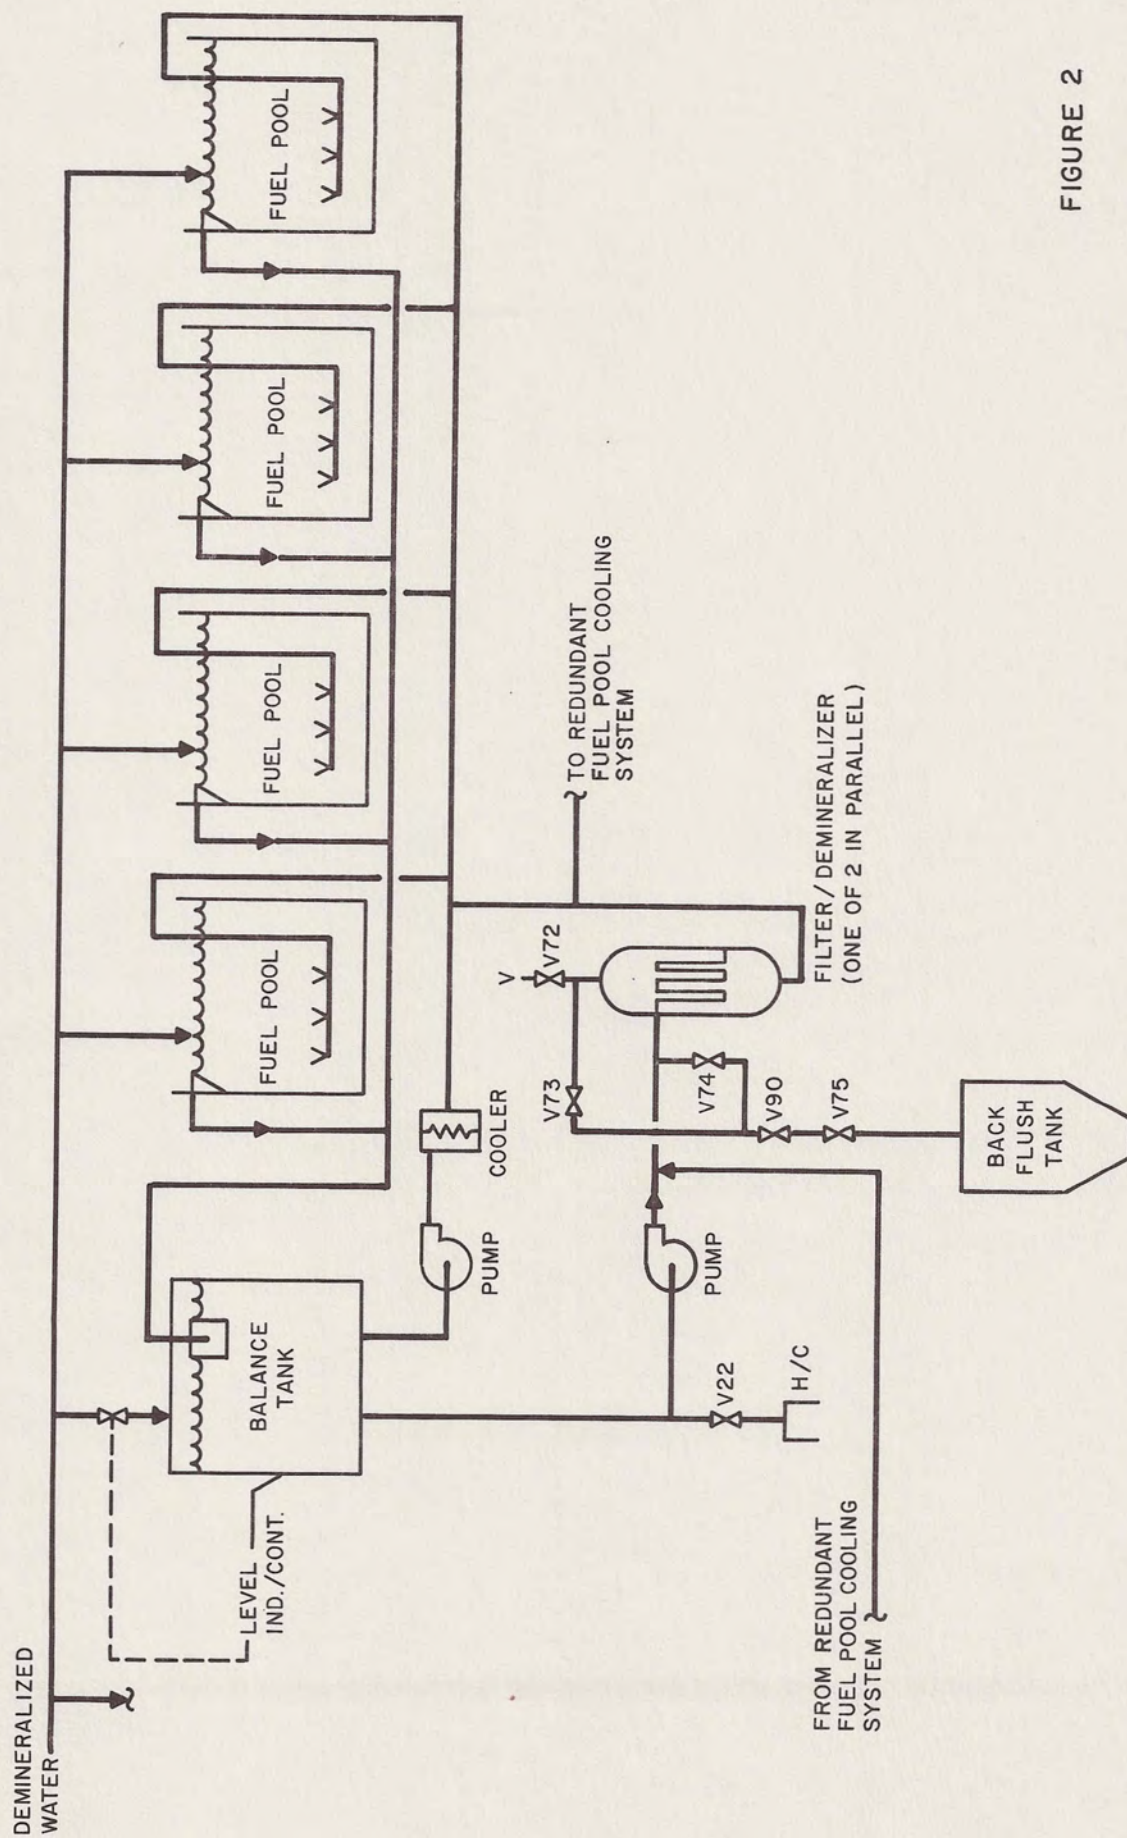 DEMINERALIZED
WATER
LEVEL
IND./CONT.
BALANCE
TANK
FUEL POOL
FUEL POOL
FUEL POOL
FUEL POOL
PUMP
COOLER
TO REDUNDANT
FUEL POOL COOLING
SYSTEM
V
V72
V73
V74
V90
V75
PUMP
V22
H/C
FILTER/DEMINERALIZER
(ONE OF 2 IN PARALLEL)
FROM REDUNDANT
FUEL POOL COOLING
SYSTEM
BACK
FLUSH
TANK
FIGURE 2